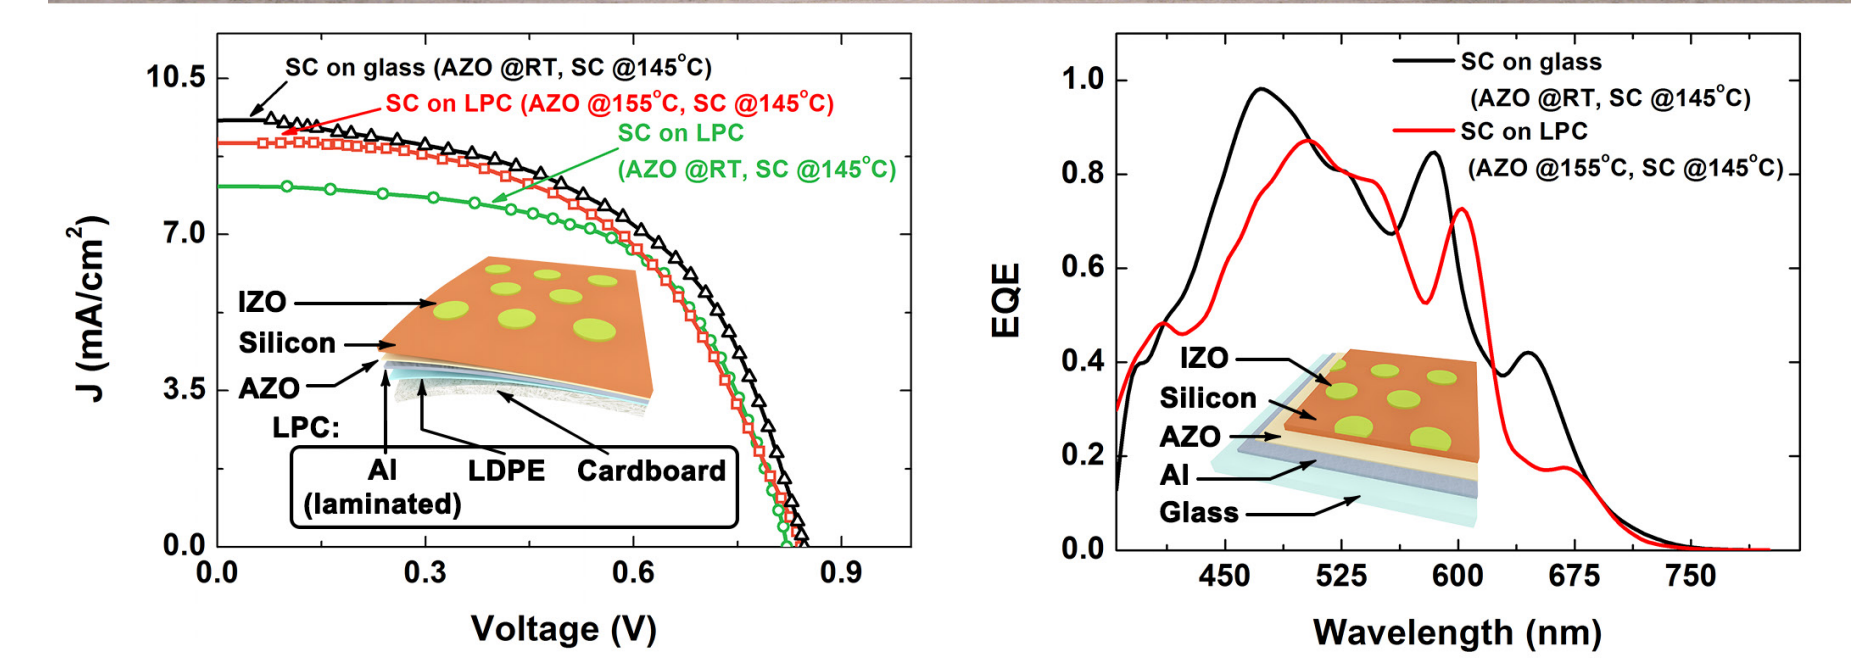 SC on glass (AZO @RT, SC @145°C)
SC on LPC (AZO @155°C, SC @145°C)
SC on LPC
(AZO @RT, SC @145°C)
10.5
7.0
3.5
0.0
J (mA/cm²)
IZO
Silicon
AZO
LPC:
Al
LDPE
Cardboard
(laminated)
0.0
0.3
0.6
0.9
Voltage (V)
SC on glass
(AZO @RT, SC @145°C)
SC on LPC
(AZO @155°C, SC @145°C)
1.0
0.8
0.6
0.4
0.2
0.0
EQE
IZO
Silicon
AZO
Al
Glass
450
525
600
675
750
Wavelength (nm)